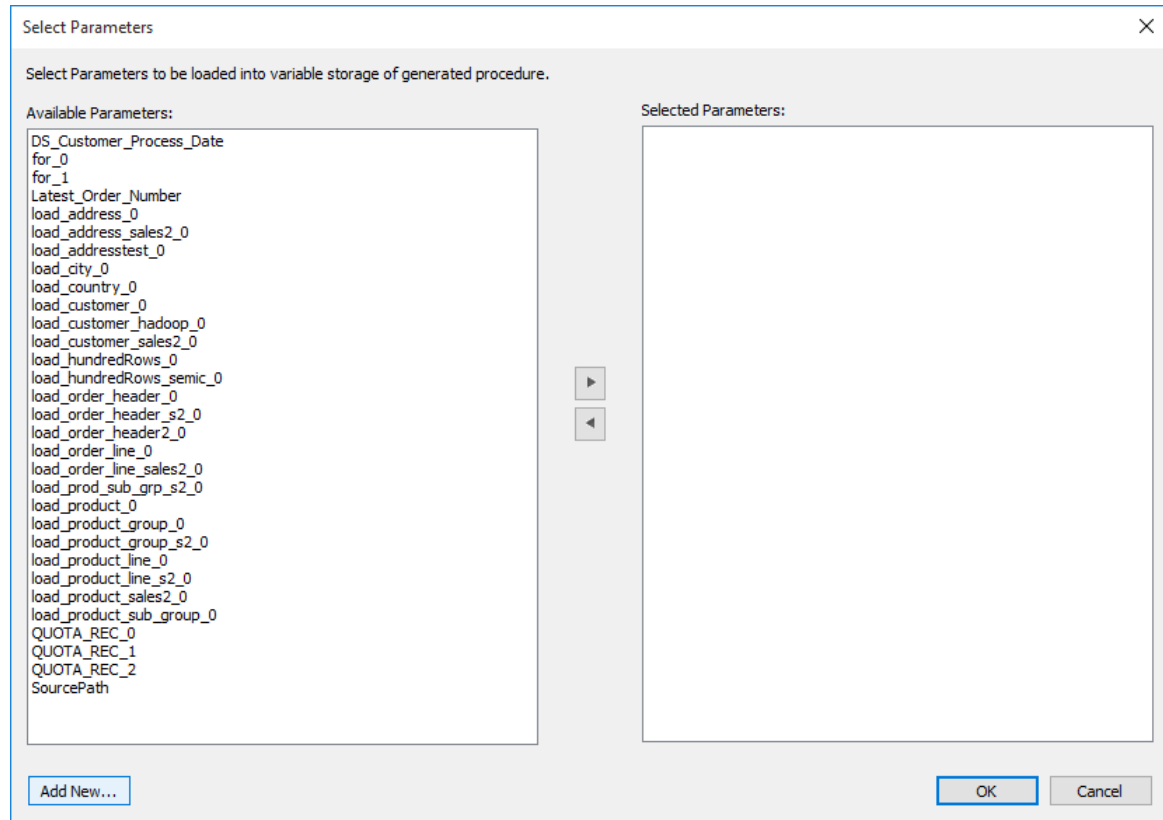 Select Parameters
Select Parameters to be loaded into variable storage of generated procedure.
Available Parameters:
DS_Customer_Process_Date
for_0
for_1
Latest_Order_Number
load_address_0
load_address_sales2_0
load_addresstest_0
load_city_0
load_country_0
load_customer_0
load_customer_hadoop_0
load_customer_sales2_0
load_hundredRows_0
load_hundredRows_semic_0
load_order_header_0
load_order_header_s2_0
load_order_header2_0
load_order_line_0
load_order_line_sales2_0
load_prod_sub_grp_s2_0
load_product_0
load_product_group_0
load_product_group_s2_0
load_product_line_0
load_product_line_s2_0
load_product_sales2_0
load_product_sub_group_0
QUOTA_REC_0
QUOTA_REC_1
QUOTA_REC_2
SourcePath
Selected Parameters:
Add New...
OK
Cancel